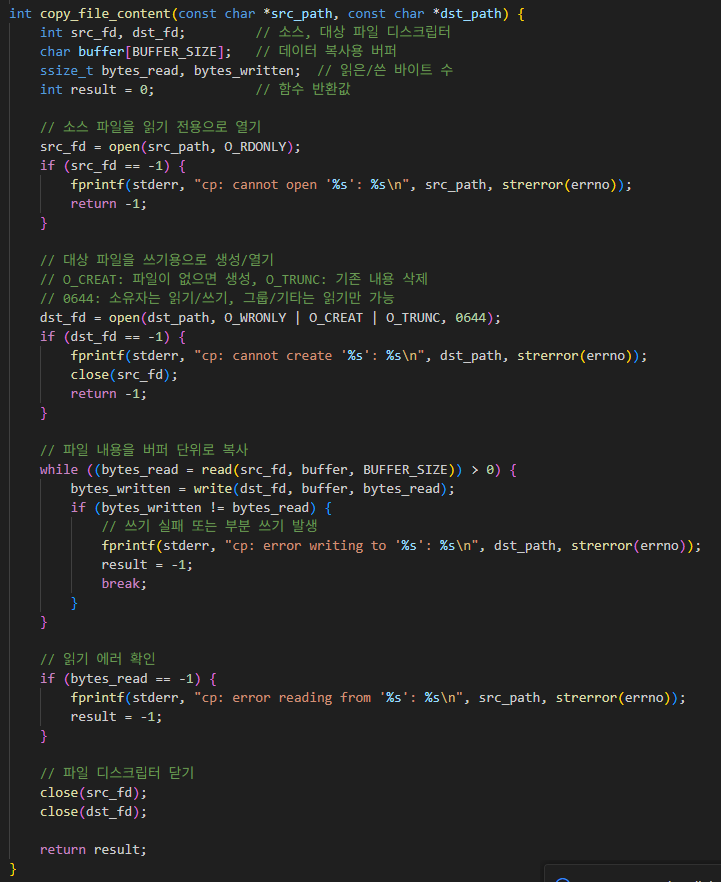 int copy_file_content(const char *src_path, const char *dst_path) {
    int src_fd, dst_fd;         // 소스, 대상 파일 디스크립터
    char buffer[BUFFER_SIZE];   // 데이터 복사용 버퍼
    ssize_t bytes_read, bytes_written;  // 읽은/쓴 바이트 수
    int result = 0;             // 함수 반환값

    // 소스 파일을 읽기 전용으로 열기
    src_fd = open(src_path, O_RDONLY);
    if (src_fd == -1) {
        fprintf(stderr, "cp: cannot open '%s': %s\n", src_path, strerror(errno));
        return -1;
    }

    // 대상 파일을 쓰기용으로 생성/열기
    // O_CREAT: 파일이 없으면 생성, O_TRUNC: 기존 내용 삭제
    // 0644: 소유자는 읽기/쓰기, 그룹/기타는 읽기만 가능
    dst_fd = open(dst_path, O_WRONLY | O_CREAT | O_TRUNC, 0644);
    if (dst_fd == -1) {
        fprintf(stderr, "cp: cannot create '%s': %s\n", dst_path, strerror(errno));
        close(src_fd);
        return -1;
    }

    // 파일 내용을 버퍼 단위로 복사
    while ((bytes_read = read(src_fd, buffer, BUFFER_SIZE)) > 0) {
        bytes_written = write(dst_fd, buffer, bytes_read);
        if (bytes_written != bytes_read) {
            // 쓰기 실패 또는 부분 쓰기 발생
            fprintf(stderr, "cp: error writing to '%s': %s\n", dst_path, strerror(errno));
            result = -1;
            break;
        }
    }

    // 읽기 에러 확인
    if (bytes_read == -1) {
        fprintf(stderr, "cp: error reading from '%s': %s\n", src_path, strerror(errno));
        result = -1;
    }

    // 파일 디스크립터 닫기
    close(src_fd);
    close(dst_fd);

    return result;
}